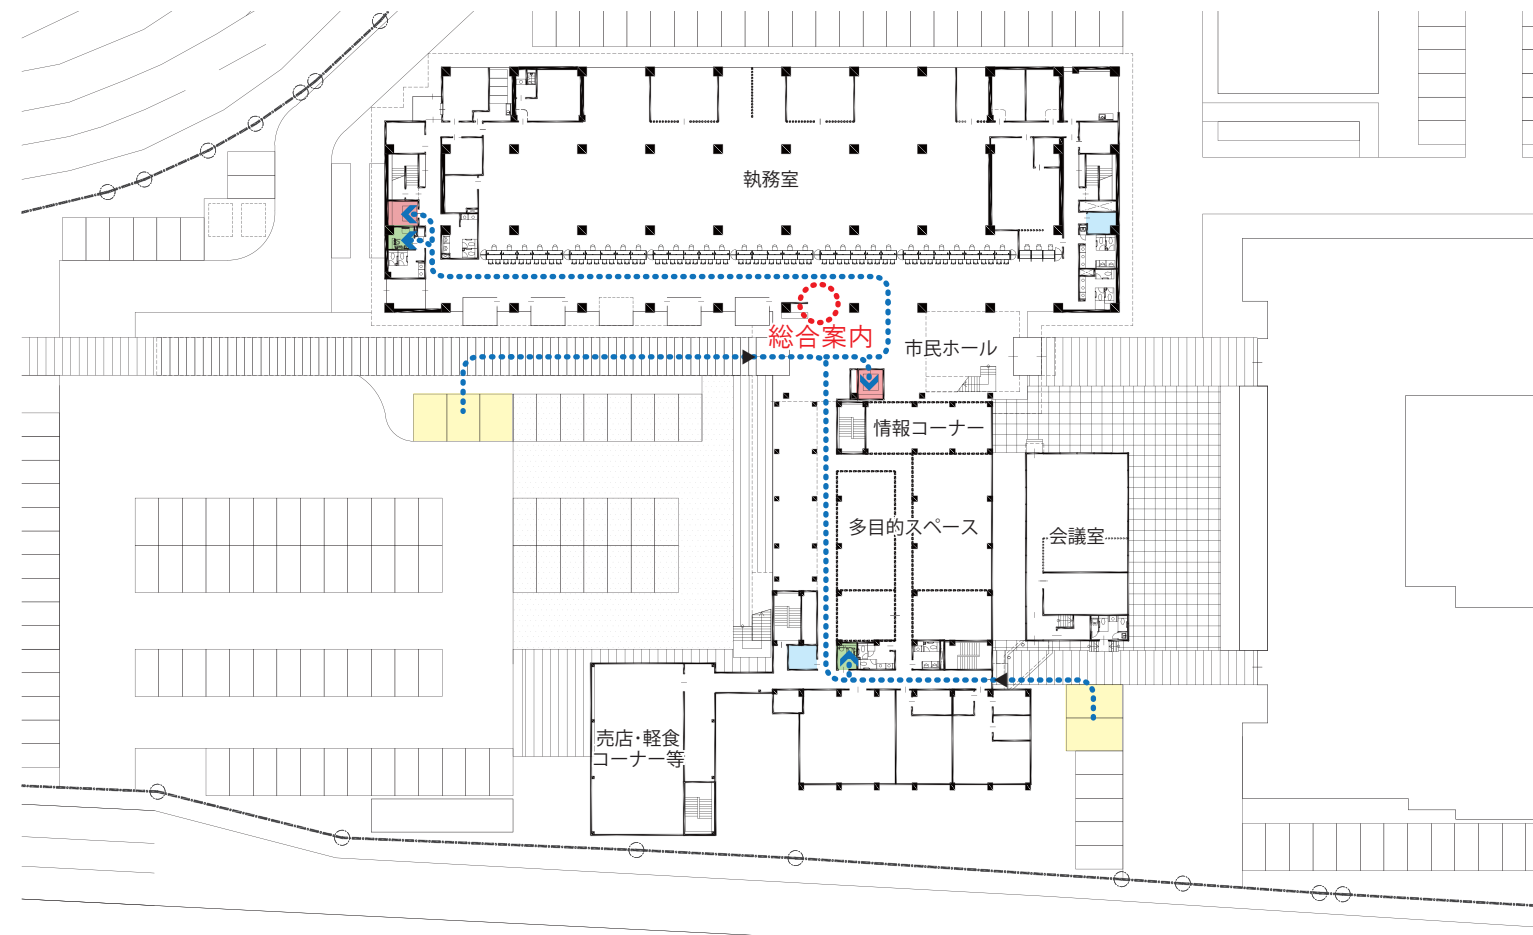 執務室
総合案内
市民ホール
情報コーナー
多目的スペース
会議室
売店・軽食
コーナー等